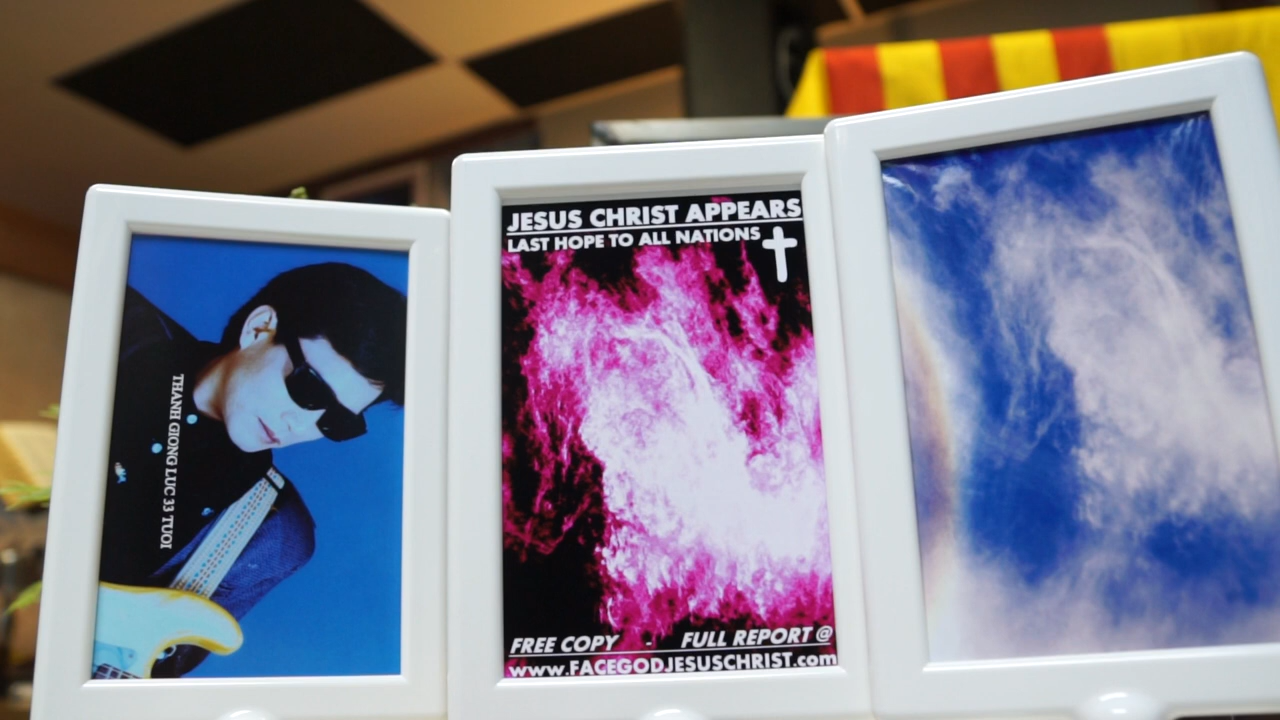 THANH GIONG LUC 33 TUOI
JESUS CHRIST APPEARS
LAST HOPE TO ALL NATIONS
FREE COPY - FULL REPORT @
www.FACEGODJESUSCHRIST.com